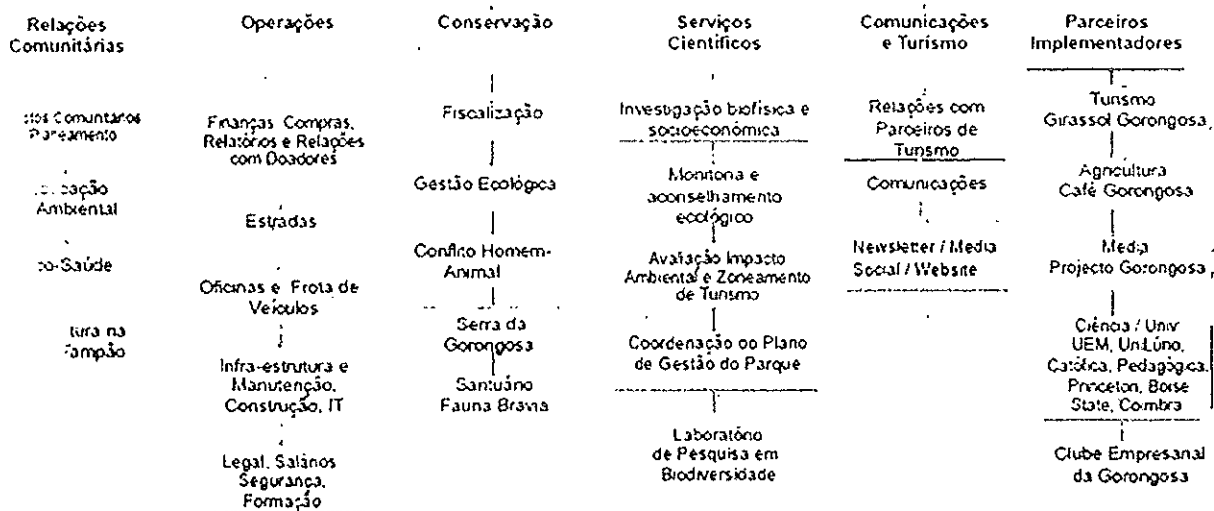 Relações
Comunitárias
Planeamento
Ambiental
Operações
Finanças, Compras,
Relatórios e Relações
com Doadores
Estradas
Oficinas e Frota de
Veículos
Infra-estrutura e
Manutenção,
Construção, IT
Legal, Salários
Segurança,
Formação
Conservação
Fiscalização
Gestão Ecológica
Conflito Homem-
Animal
Serra da
Gorongosa
Santuário
Fauna Bravia
Serviços
Científicos
Investigação biofísica e
socioeconómica
Monitoria e
aconselhamento
ecológico
Avaliação Impacto
Ambiental e Zoneamento
de Turismo
Coordenação do Plano
de Gestão do Parque
Laboratório
de Pesquisa em
Biodiversidade
Comunicações
e Turismo
Relações com
Parceiros de
Turismo
Comunicações
Newsletter / Media
Social / Website
Parceiros
Implementadores
Turismo
Girassol Gorongosa,
Agricultura
Café Gorongosa
Media
Projecto Gorongosa
Ciência / Univ
UEM, UniLúrio,
Católica, Pedagógica,
Princeton, Boise
State, Coimbra
Clube Empresarial
da Gorongosa